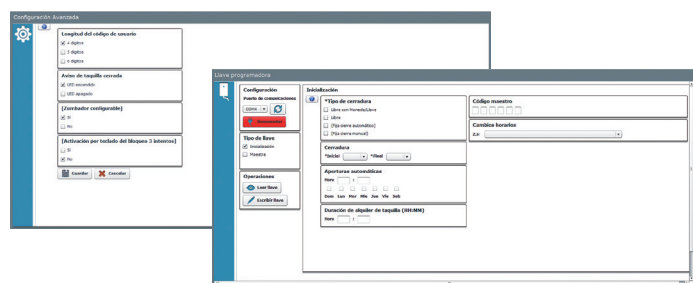 Configuración Avanzada
Longitud del código de usuario
4 dígitos
5 dígitos
6 dígitos
Aviso de taquilla cerrada
LED encendido
LED apagado
[Zumbador configurable]
Sí
No
[Activación por teclado del bloqueo 3 intentos]
Sí
No
Guardar
Cancelar
Llave programadora
Configuración
Puerto de comunicaciones
Tipo de llave
Inicialización
Maestra
Operaciones
Leer llave
Escribir llave
Inicialización
*Tipo de cerradura
Libre con Moneda/Llave
Libre
[Fija cierre automático]
[Fija cierre manual]
Cerradura
*Inicial
*Final
Aperturas automáticas
Hora :
Dom Lun Mar Mie Jue Vie Sab
Duración de alquiler de taquilla (HH:MM)
Hora :
Código maestro
Cambios horarios